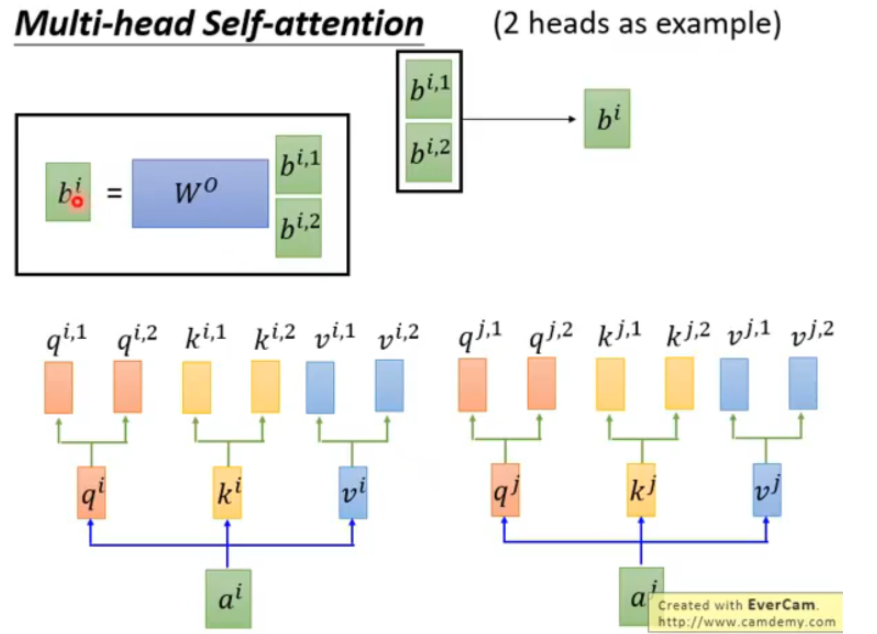 Multi-head Self-attention (2 heads as example)
b^{i,1}
b^{i,2}
b^i
b^i = W^O b^{i,1}
b^{i,2}
q^{i,1} q^{i,2} k^{i,1} k^{i,2} v^{i,1} v^{i,2} q^{j,1} q^{j,2} k^{j,1} k^{j,2} v^{j,1} v^{j,2}
q^i k^i v^i q^j k^j v^j
a^i a^j
Created with EverCam.
http://www.camdemy.com